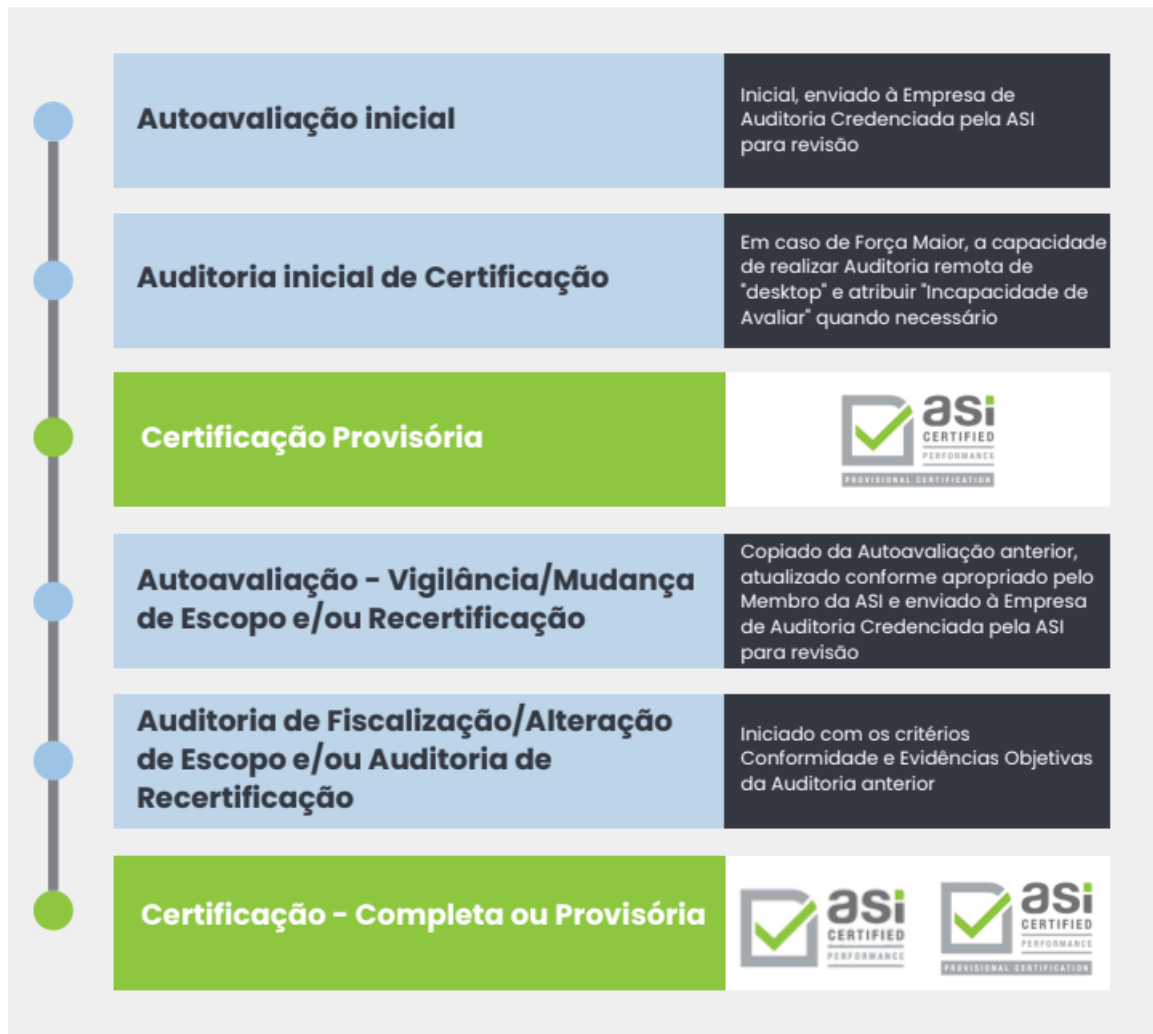 Autoavaliação inicial
Inicial, enviado à Empresa de
Auditoria Credenciada pela ASI
para revisão
Auditoria inicial de Certificação
Em caso de Força Maior, a capacidade
de realizar Auditoria remota de
"desktop" e atribuir "Incapacidade de
Avaliar" quando necessário
Certificação Provisória
asi
CERTIFIED
PERFORMANCE
PROVISIONAL CERTIFICATION
Autoavaliação - Vigilância/Mudança
de Escopo e/ou Recertificação
Copiado da Autoavaliação anterior,
atualizado conforme apropriado pelo
Membro da ASI e enviado à Empresa
de Auditoria Credenciada pela ASI
para revisão
Auditoria de Fiscalização/Alteração
de Escopo e/ou Auditoria de
Recertificação
Iniciado com os critérios
Conformidade e Evidências Objetivas
da Auditoria anterior
Certificação - Completa ou Provisória
asi
CERTIFIED
PERFORMANCE
asi
CERTIFIED
PERFORMANCE
PROVISIONAL CERTIFICATION